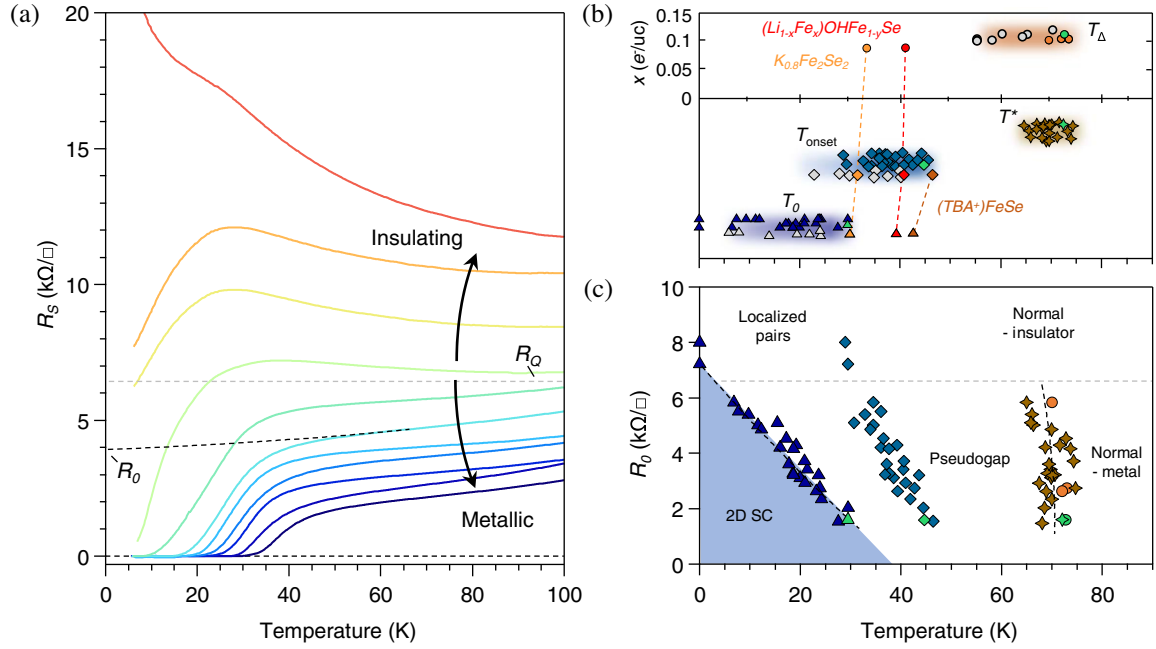 (a)
20
15
10
5
0
R_S (kΩ/□)
Insulating
R_Q
R_0
Metallic
0 20 40 60 80 100
Temperature (K)
(b)
0.15
0.10
0.05
0
x (e⁻/uc)
(Li₁₋ₓFeₓ)OHFe₁₋ᵧSe
K₀.₈Fe₂Se₂
T_Δ
T*
T_onset
T_0
(TBA⁺)FeSe
(c)
10
8
6
4
2
0
R_0 (kΩ/□)
Localized
pairs
Normal
- insulator
Pseudogap
Normal
- metal
2D SC
0 20 40 60 80
Temperature (K)